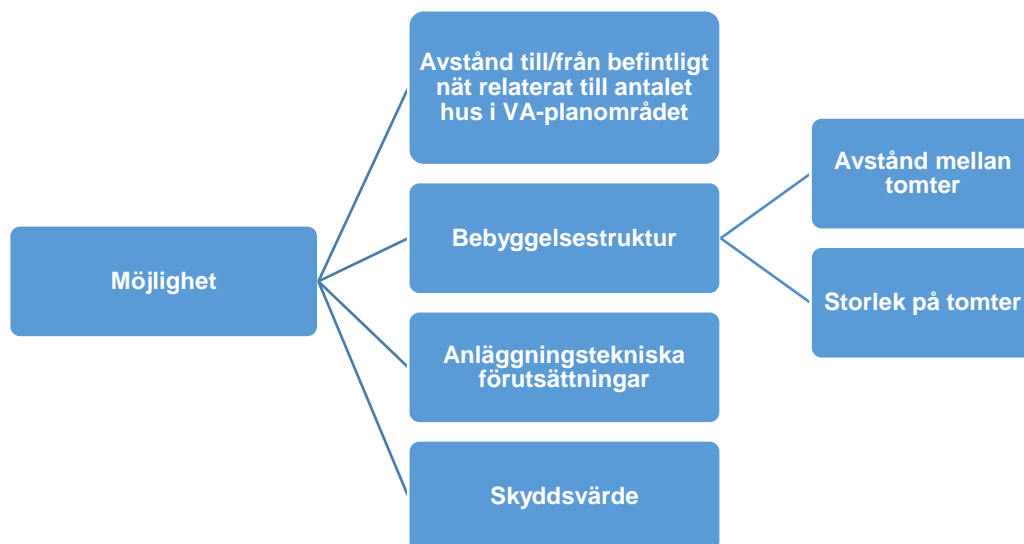 Avstånd till/från befintligt
nät relaterat till antalet
hus i VA-planområdet
Avstånd mellan
tomter
Bebyggelsestruktur
Möjlighet
Storlek på tomter
Anläggningstekniska
förutsättningar
Skyddsvärde